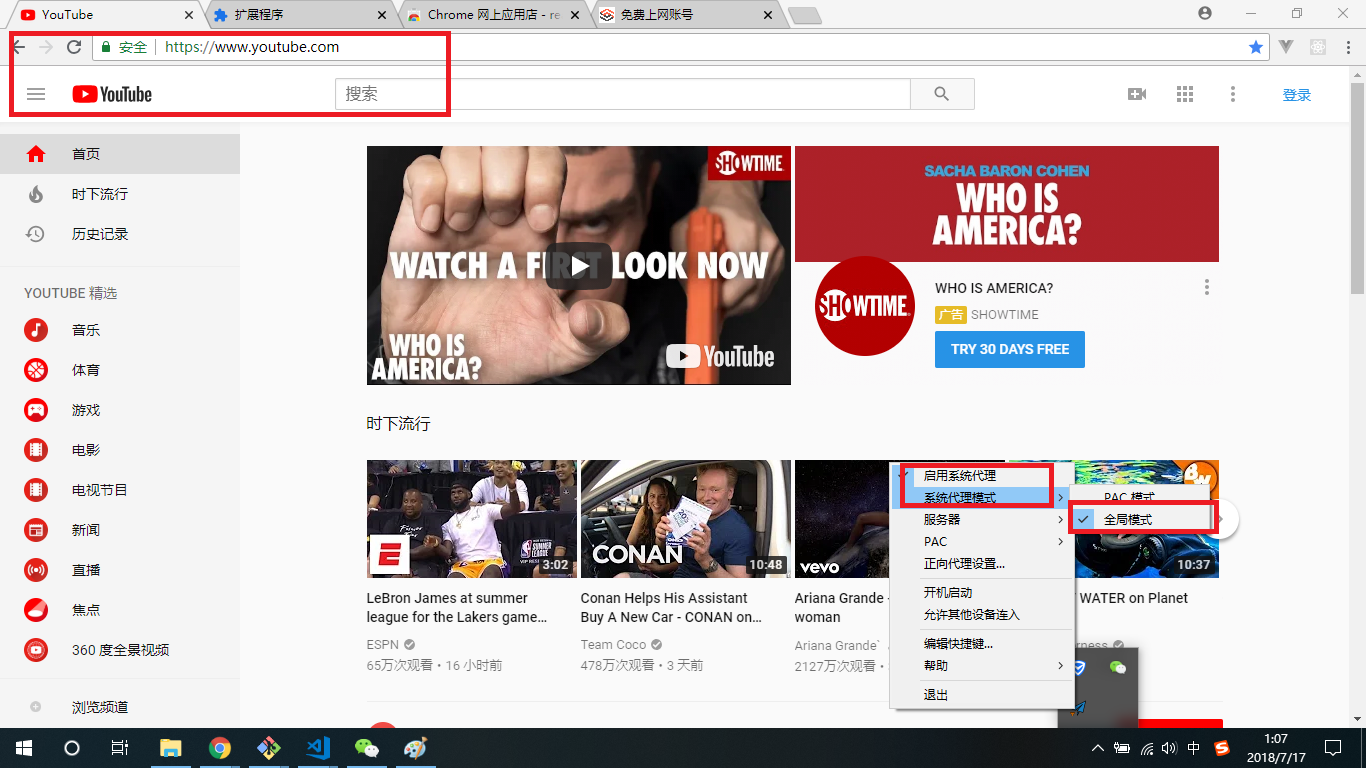 YouTube
扩展程序
Chrome 网上应用店 - re
免费上网账号
安全
https://www.youtube.com
YouTube
搜索
登录
首页
时下流行
历史记录
YOUTUBE 精选
音乐
体育
游戏
电影
电视节目
新闻
直播
焦点
360 度全景视频
浏览频道
SHOWTIME
WATCH A FIRST LOOK NOW
WHO IS
AMERICA?
YouTube
SACHA BARON COHEN
WHO IS
AMERICA?
SHOWTIME
WHO IS AMERICA?
广告 SHOWTIME
TRY 30 DAYS FREE
时下流行
E
3:02
LeBron James at summer
league for the Lakers game…
ESPN
65万次观看 • 16 小时前
CONAN
10:48
Conan Helps His Assistant
Buy A New Car - CONAN on…
Team Coco
478万次观看 • 3 天前
vevo
Ariana Grande -
woman
Ariana Grande`
2127万次观看 •
BW
10:37
WATER on Planet
启用系统代理
系统代理模式
服务器
PAC
正向代理设置...
开机启动
允许其他设备连入
编辑快捷键...
帮助
退出
PAC 模式
全局模式
中
1:07
2018/7/17